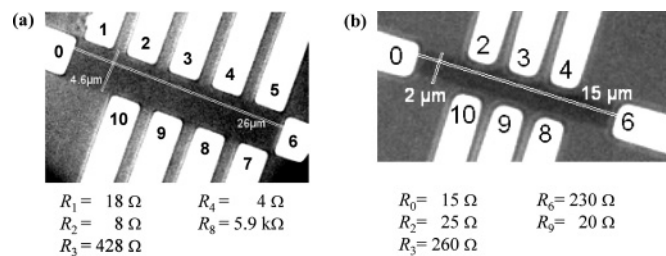 (a)
1
0
2
3
4
5
4.6μm
26μm
10
9
8
7
6
R1 = 18 Ω
R4 = 4 Ω
R2 = 8 Ω
R8 = 5.9 kΩ
R3 = 428 Ω
(b)
0
2
3
4
2 μm
15 μm
10
9
8
6
R0= 15 Ω
R6 = 230 Ω
R2= 25 Ω
R9 = 20 Ω
R3= 260 Ω